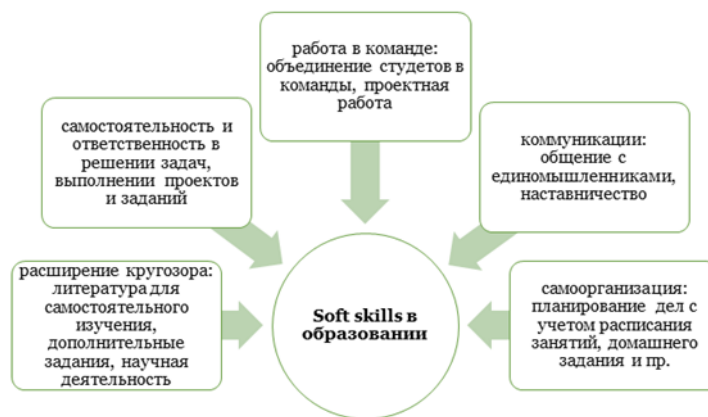 работа в команде:
объединение студетов в
команды, проектная
работа
самостоятельность и
ответственность в
решении задач,
выполнении проектов
и заданий
коммуникации:
общение с
единомышленниками,
наставничество
расширение кругозора:
литература для
самостоятельного
изучения,
дополнительные
задания, научная
деятельность
Soft skills в
образовании
самоорганизация:
планирование дел с
учетом расписания
занятий, домашнего
задания и пр.